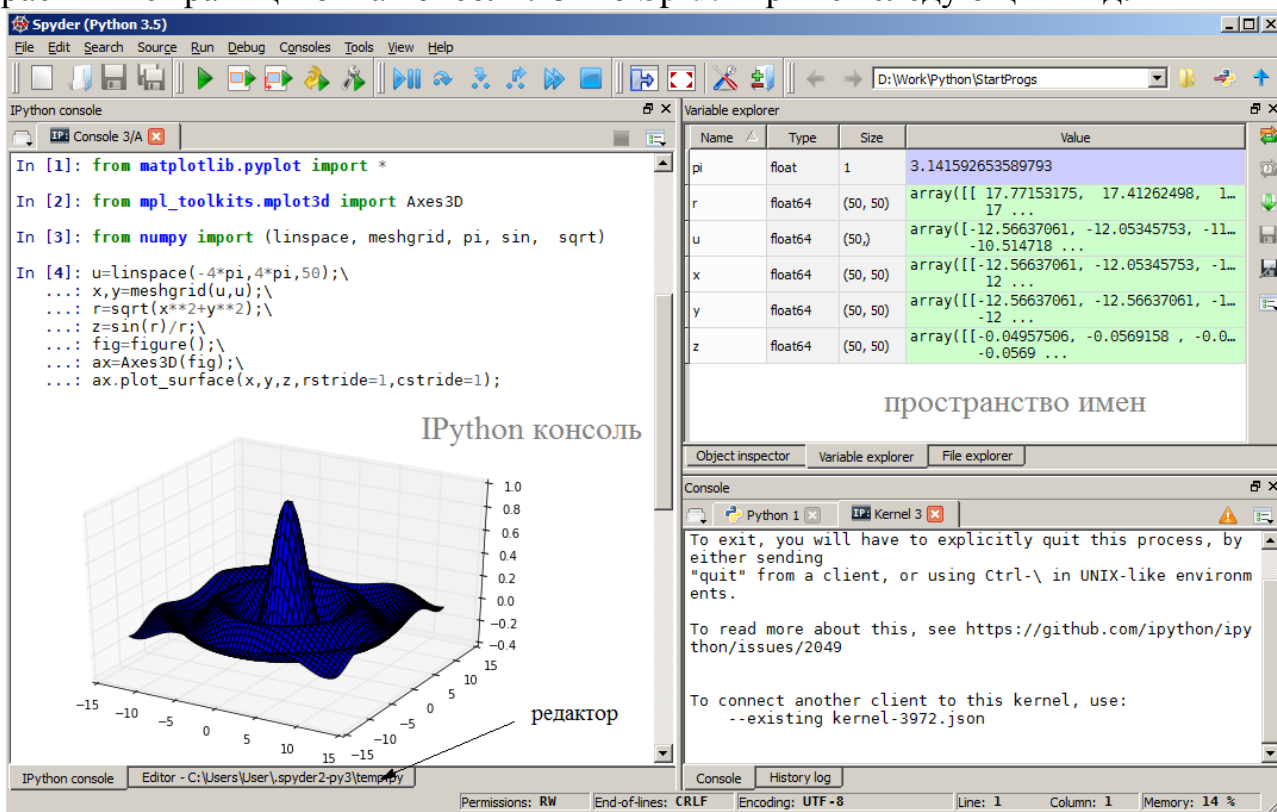 Spyder (Python 3.5)
File Edit Search Source Run Debug Consoles Tools View Help
D:\Work\Python\StartProgs
IPython console
IP: Console 3/A
In [1]: from matplotlib.pyplot import *
In [2]: from mpl_toolkits.mplot3d import Axes3D
In [3]: from numpy import (linspace, meshgrid, pi, sin,  sqrt)
In [4]: u=linspace(-4*pi,4*pi,50);\
...: x,y=meshgrid(u,u);\
...: r=sqrt(x**2+y**2);\
...: z=sin(r)/r;\
...: fig=figure();\
...: ax=Axes3D(fig);\
...: ax.plot_surface(x,y,z,rstride=1,cstride=1);
IPython консоль
1.0
0.8
0.6
0.4
0.2
0.0
−0.2
−0.4
15
10
5
0
−5
−10
−15
−15
−10
−5
0
5
10
15
редактор
IPython console
Editor - C:\Users\User\.spyder2-py3\temp.py
Variable explorer
Name Type Size Value
pi float 1 3.141592653589793
r float64 (50, 50) array([[ 17.77153175,  17.41262498,  1…
17 ...
u float64 (50,) array([-12.56637061, -12.05345753, -11…
-10.514718 ...
x float64 (50, 50) array([[-12.56637061, -12.05345753, -1…
12 ...
y float64 (50, 50) array([[-12.56637061, -12.56637061, -1…
-12 ...
z float64 (50, 50) array([[-0.04957506, -0.0569158 , -0.0…
-0.0569 ...
пространство имен
Object inspector Variable explorer File explorer
Console
Python 1 IP: Kernel 3
To exit, you will have to explicitly quit this process, by
either sending
"quit" from a client, or using Ctrl-\ in UNIX-like environm
ents.
To read more about this, see https://github.com/ipython/ipy
thon/issues/2049
To connect another client to this kernel, use:
--existing kernel-3972.json
Console History log
Permissions: RW End-of-lines: CRLF Encoding: UTF-8 Line: 1 Column: 1 Memory: 14 %